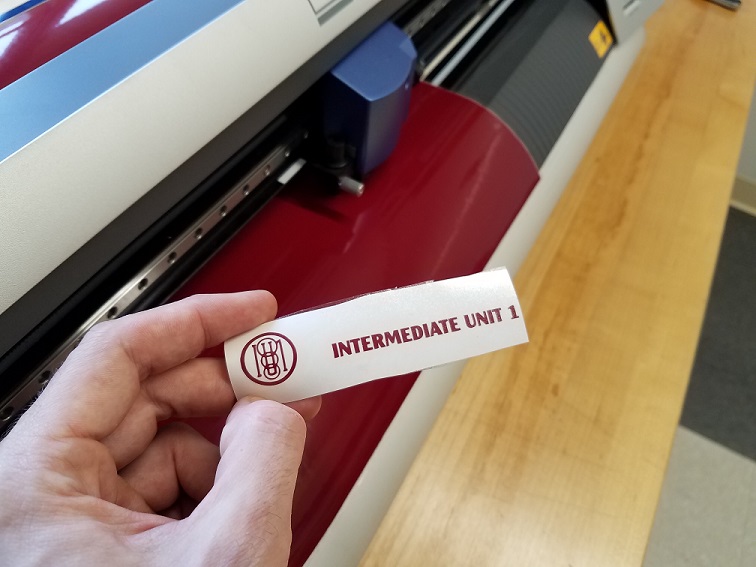 INTERMEDIATE UNIT 1